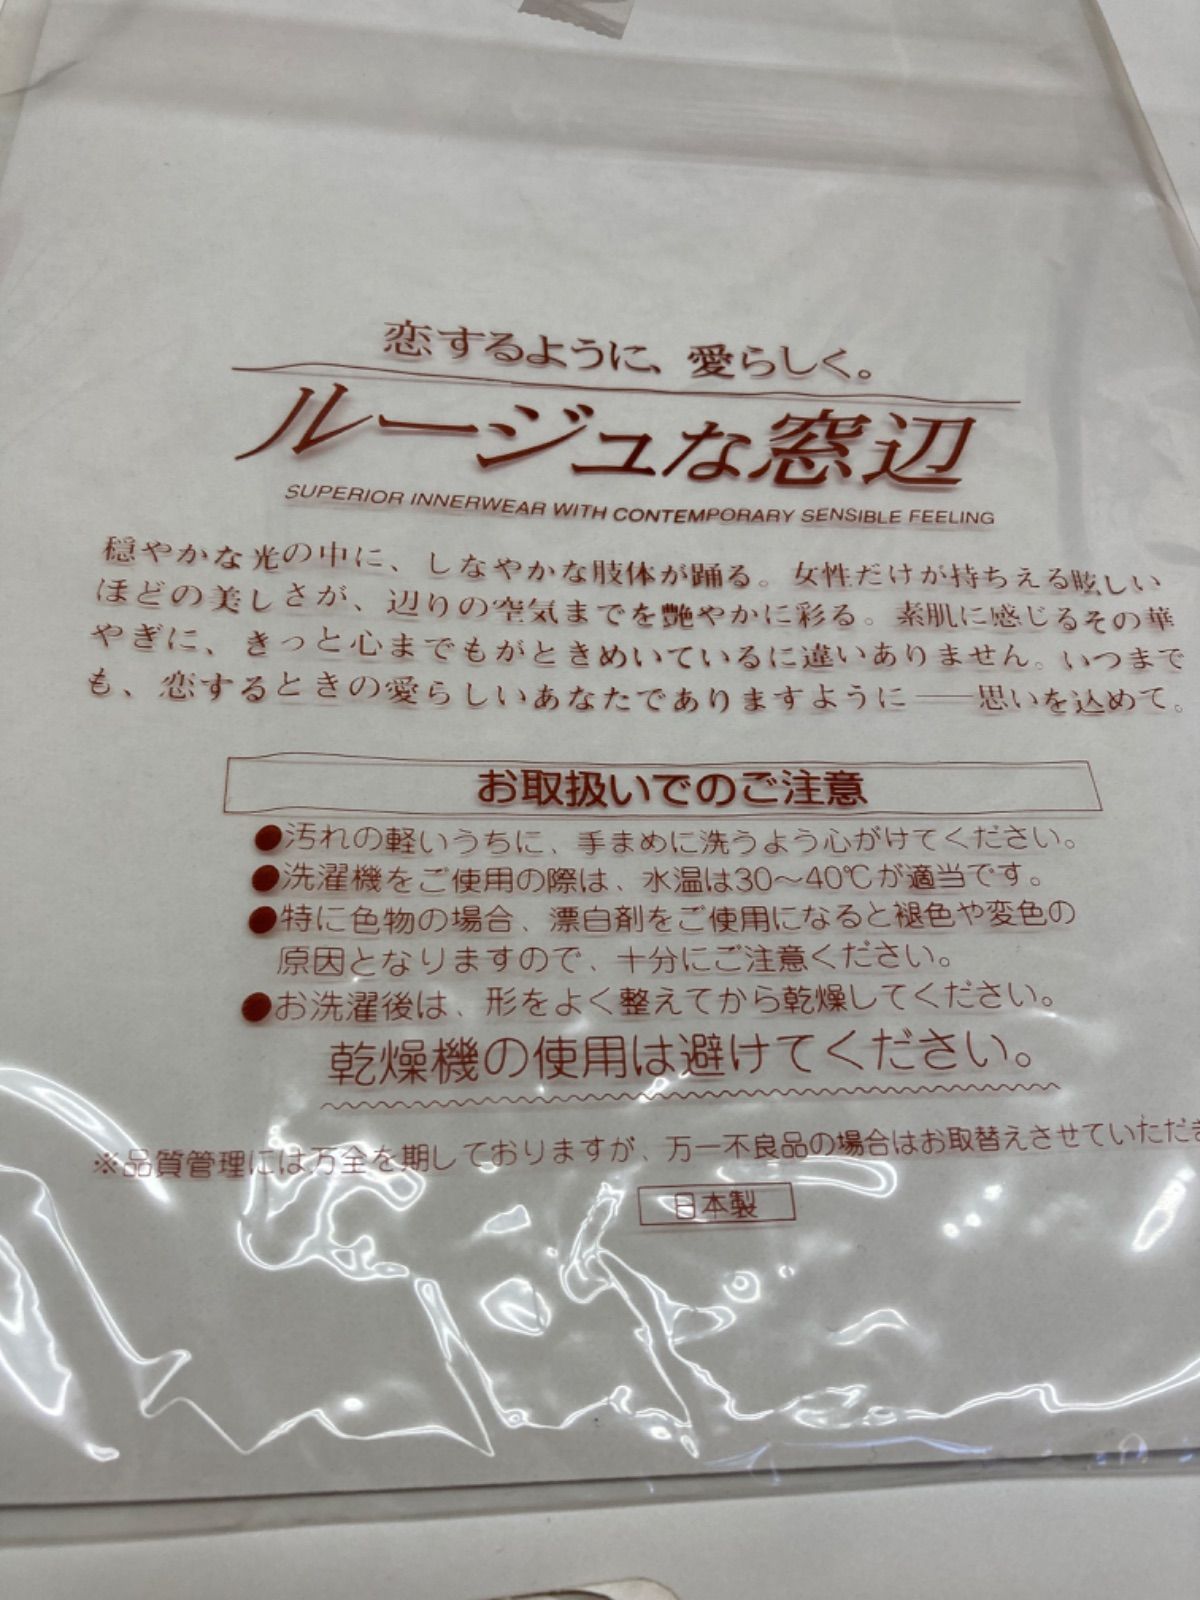 恋するように、愛らしく。
ルージュな窓辺
SUPERIOR INNERWEAR WITH CONTEMPORARY SENSIBLE FEELING
穏やかな光の中に、しなやかな肢体が踊る。女性だけが持ちえる眩しい
ほどの美しさが、辺りの空気までを艶やかに彩る。素肌に感じるその華
やぎに、きっと心までもがときめいているに違いありません。いつまで
も、恋するときの愛らしいあなたでありますように——思いを込めて。
お取扱いでのご注意
●汚れの軽いうちに、手まめに洗うよう心がけてください。
●洗濯機をご使用の際は、水温は30〜40℃が適当です。
●特に色物の場合、漂白剤をご使用になると褪色や変色の
原因となりますので、十分にご注意ください。
●お洗濯後は、形をよく整えてから乾燥してください。
乾燥機の使用は避けてください。
※品質管理には万全を期しておりますが、万一不良品の場合はお取替えさせていただき
日本製